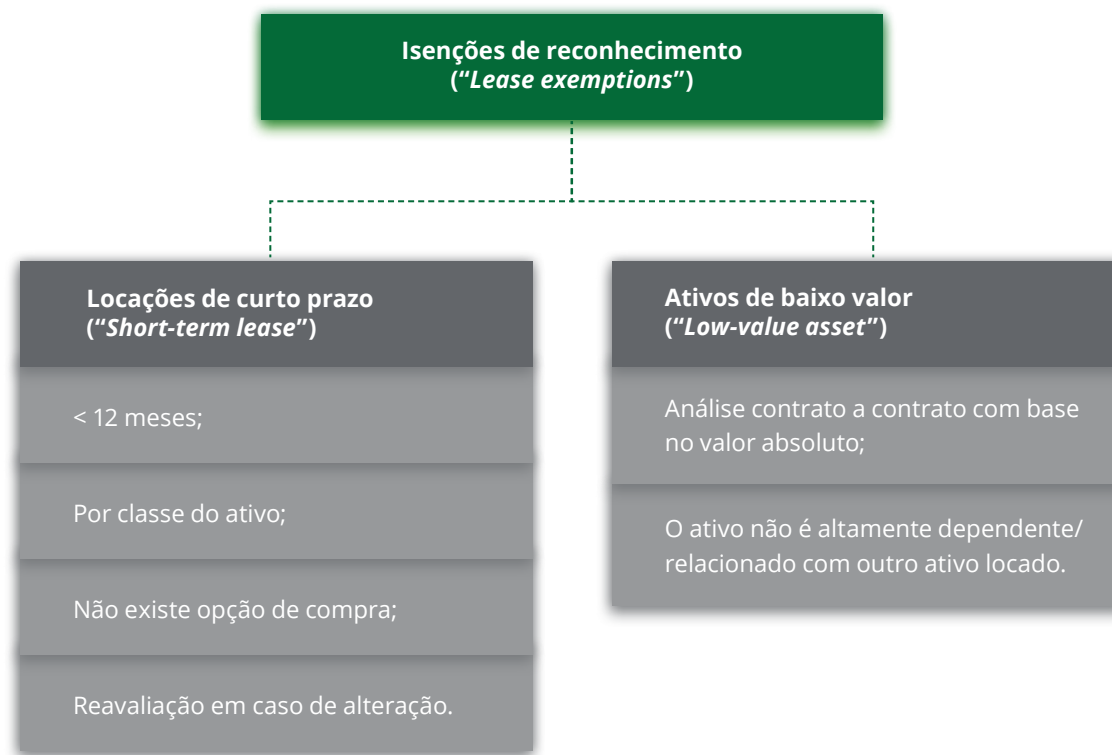 Isenções de reconhecimento
(“Lease exemptions”)
Locações de curto prazo
(“Short-term lease”)
< 12 meses;
Por classe do ativo;
Não existe opção de compra;
Reavaliação em caso de alteração.
Ativos de baixo valor
(“Low-value asset”)
Análise contrato a contrato com base
no valor absoluto;
O ativo não é altamente dependente/
relacionado com outro ativo locado.